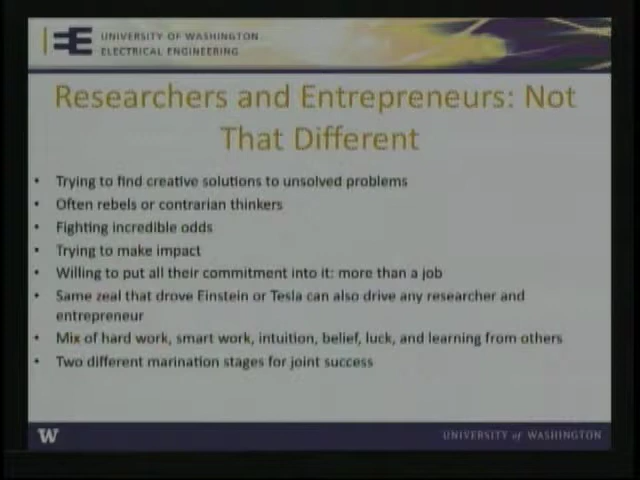 UNIVERSITY OF WASHINGTON
ELECTRICAL ENGINEERING
Researchers and Entrepreneurs: Not
That Different
• Trying to find creative solutions to unsolved problems
• Often rebels or contrarian thinkers
• Fighting incredible odds
• Trying to make impact
• Willing to put all their commitment into it: more than a job
• Same zeal that drove Einstein or Tesla can also drive any researcher and
entrepreneur
• Mix of hard work, smart work, intuition, belief, luck, and learning from others
• Two different marination stages for joint success
W
UNIVERSITY of WASHINGTON